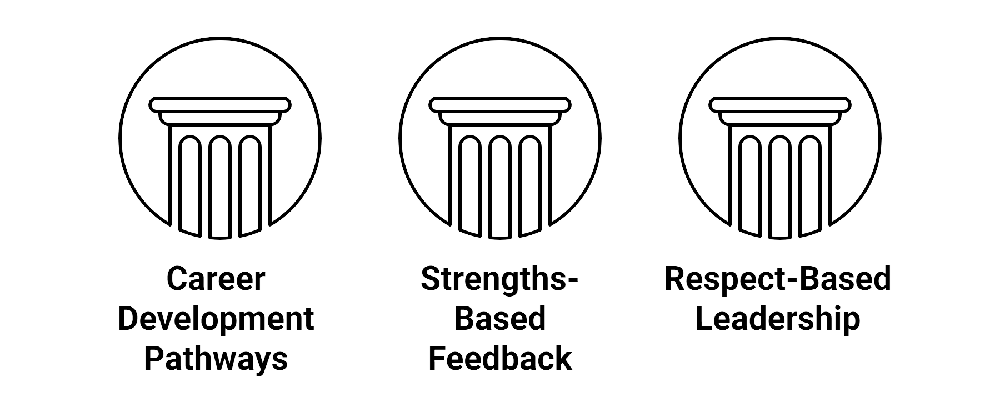 Career
Development
Pathways
Strengths-
Based
Feedback
Respect-Based
Leadership